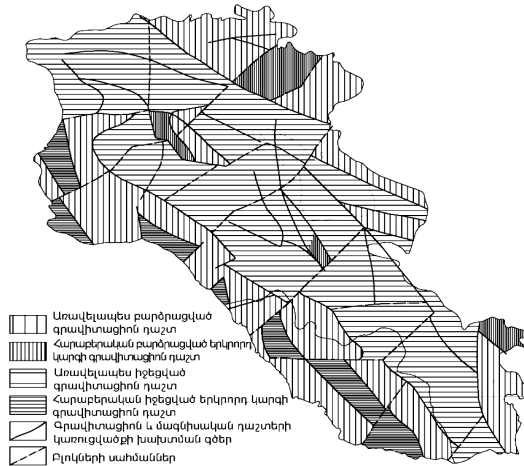 Առավելապես բարձրացված
գրավիտացիոն դաշտ
Հարաբերական բարձրացված երկրորդ
կարգի գրավիտացիոն դաշտ
Առավելապես իջեցված
գրավիտացիոն դաշտ
Հարաբերական իջեցված երկրորդ կարգի
գրավիտացիոն դաշտ
Գրավիտացիոն և մագնիսական դաշտերի
կառուցվածքի խախտման գծեր
Բլոկների սահմաններ